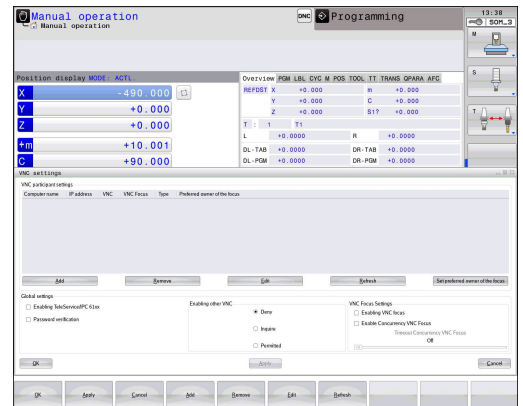 Manual operation
Manual operation
DNC
Programming
13:38
SOM_3
M
S
T
Position display MODE: ACTL.
X -490.000
Y +0.000
Z +0.000
+m +10.001
C +90.000
Overview PGM LBL CYC M POS TOOL TT TRANS QPARA AFC
REFDST X +0.000 m +0.000
Y +0.000 C +0.000
Z +0.000 S1? +0.000
T : 1 T1
L +0.0000 R +0.0000
DL-TAB +0.0000 DR-TAB +0.0000
DL-PGM +0.0000 DR-PGM +0.0000
VNC settings
VNC participant settings
Computer name IP address VNC VNC Focus Type Preferred owner of the focus
Add Remove Edit Refresh Set preferred owner of the focus
Global settings
Enabling TeleService/IPC 61xx
Password verification
Enabling other VNC
Deny
Inquire
Permitted
VNC Focus Settings
Enabling VNC focus
Enable Concurrency VNC Focus
Timeout Concurrency VNC Focus
Off
OK Apply Cancel
OK Apply Cancel Add Remove Edit Refresh